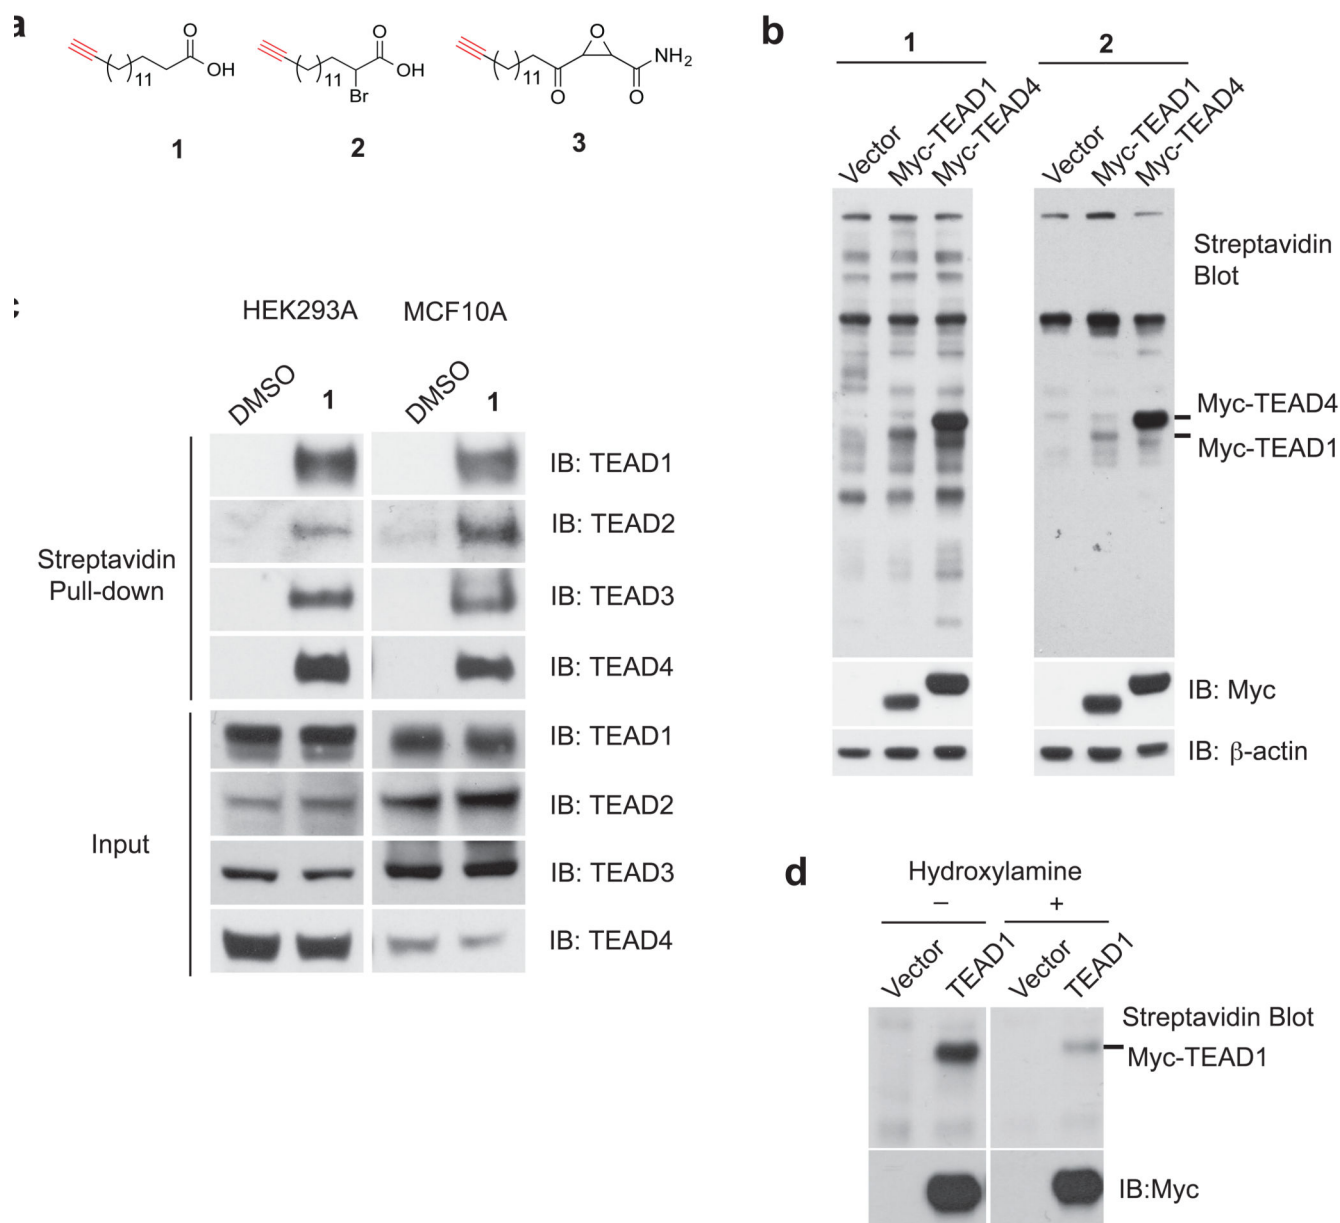 a
O
OH
11
1
O
OH
11
Br
2
O
NH₂
11
O
O
3
b
1
2
Vector
Myc-TEAD1
Myc-TEAD4
Vector
Myc-TEAD1
Myc-TEAD4
Streptavidin
Blot
Myc-TEAD4
Myc-TEAD1
IB: Myc
IB: β-actin
c
HEK293A
MCF10A
DMSO
1
DMSO
1
Streptavidin
Pull-down
IB: TEAD1
IB: TEAD2
IB: TEAD3
IB: TEAD4
Input
IB: TEAD1
IB: TEAD2
IB: TEAD3
IB: TEAD4
d
Hydroxylamine
–
+
Vector
TEAD1
Vector
TEAD1
Streptavidin Blot
Myc-TEAD1
IB:Myc